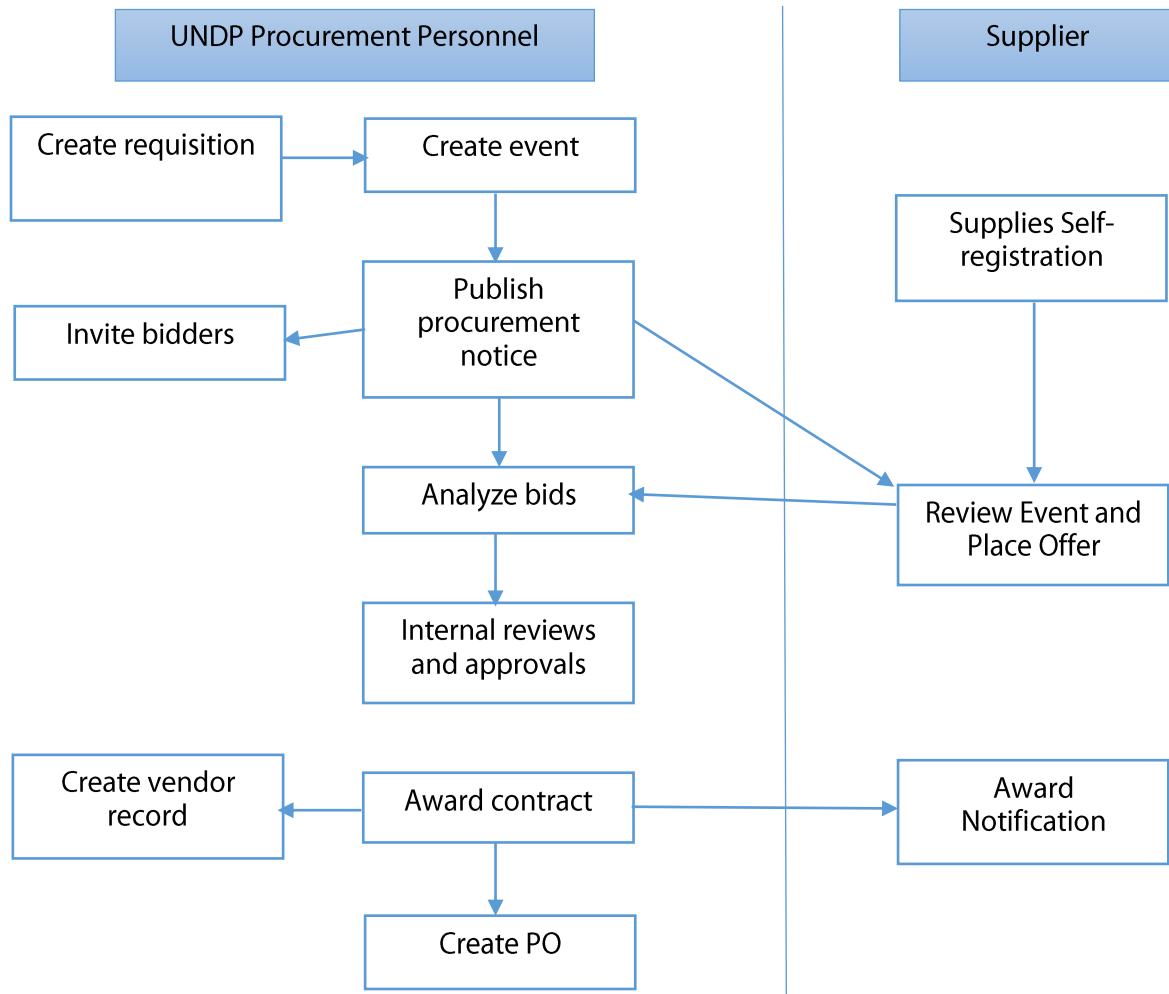 UNDP Procurement Personnel
Supplier
Create requisition
Create event
Supplies Self-
registration
Publish
procurement
notice
Invite bidders
Analyze bids
Review Event and
Place Offer
Internal reviews
and approvals
Create vendor
record
Award contract
Award
Notification
Create PO